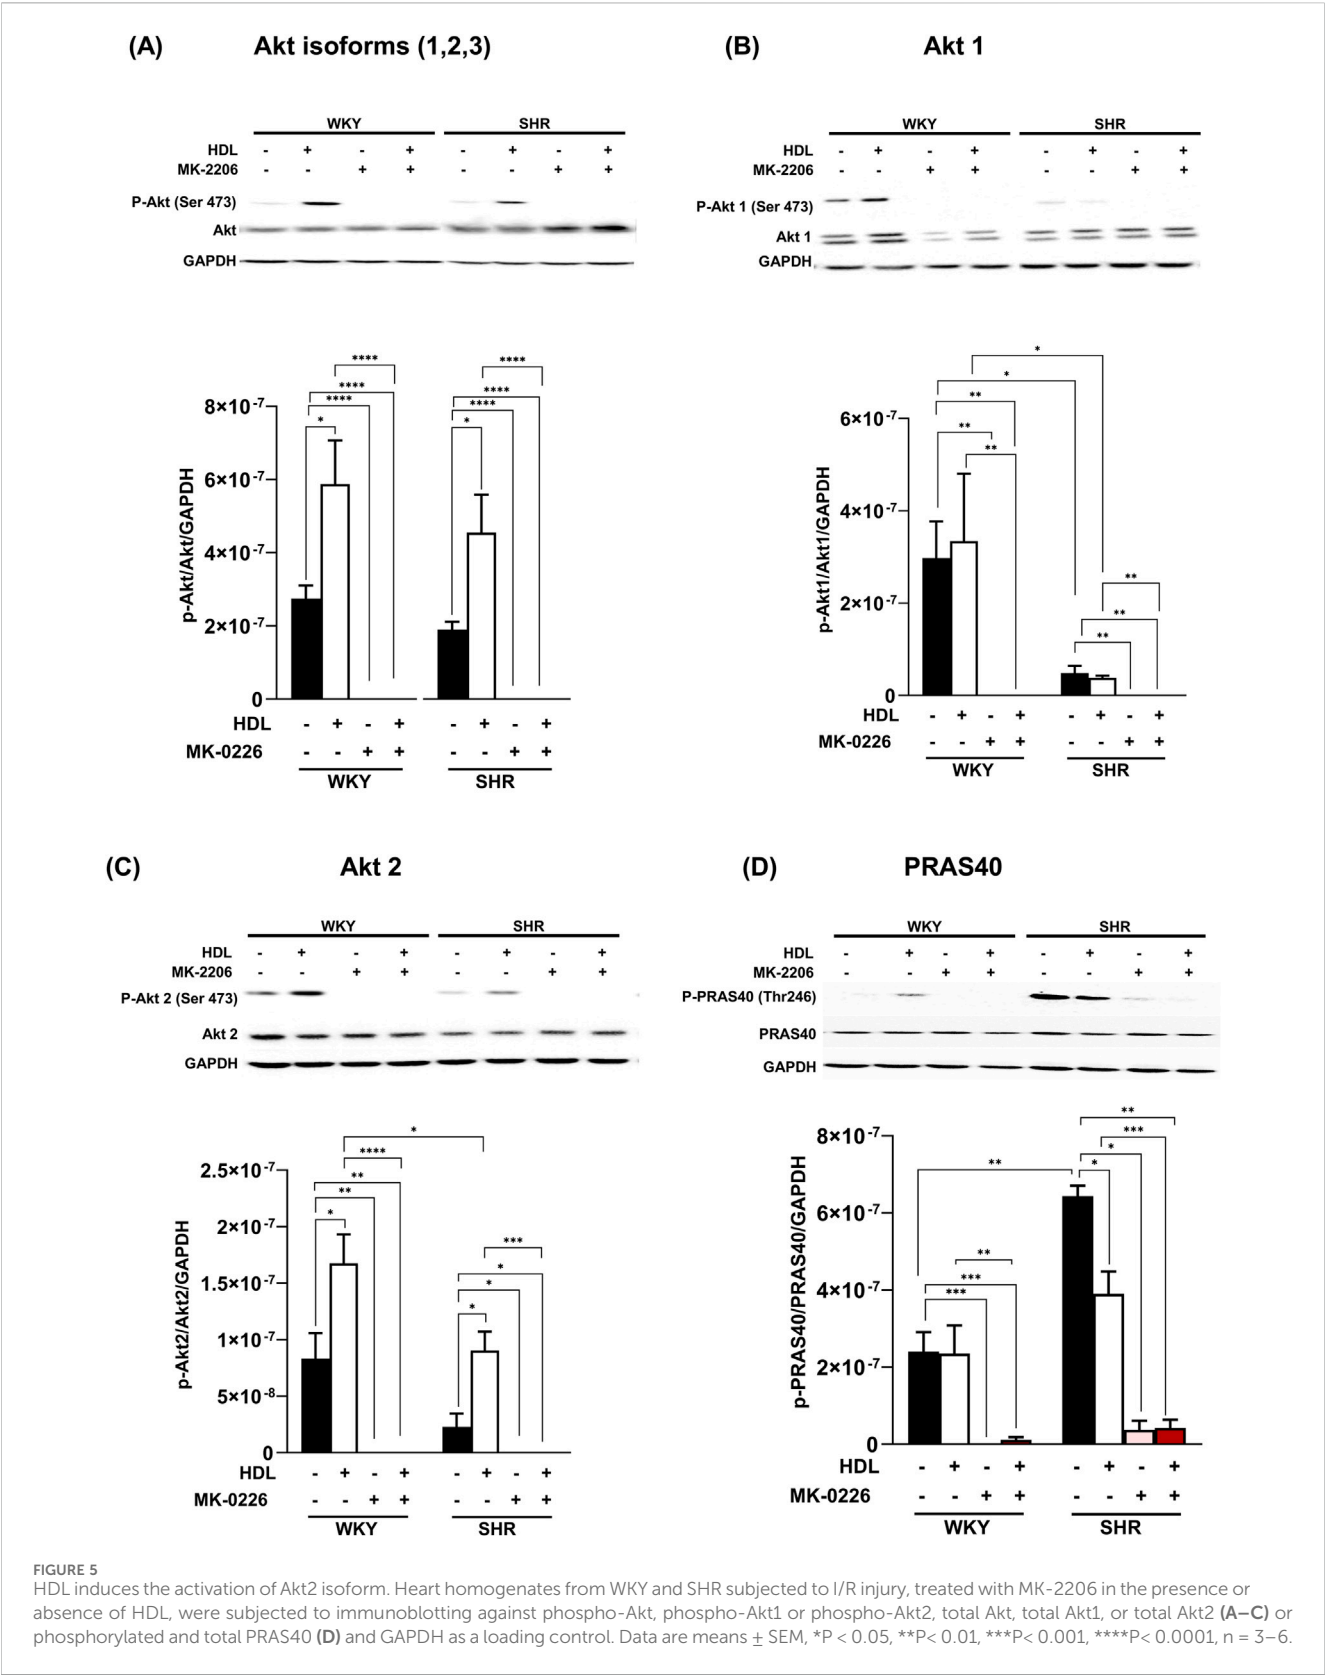 (A) Akt isoforms (1,2,3)
WKY SHR
HDL - + - + - + - +
MK-2206 - - + + - - + +
P-Akt (Ser 473)
Akt
GAPDH
**** ****
**** ****
**** ****
* *
p-Akt/Akt/GAPDH
8×10⁻⁷
6×10⁻⁷
4×10⁻⁷
2×10⁻⁷
0
HDL - + - + - + - +
MK-0226 - - + + - - + +
WKY SHR
(B) Akt 1
WKY SHR
HDL - + - + - + - +
MK-2206 - - + + - - + +
P-Akt 1 (Ser 473)
Akt 1
GAPDH
*
*
**
**
**
**
**
**
p-Akt1/Akt1/GAPDH
6×10⁻⁷
4×10⁻⁷
2×10⁻⁷
0
HDL - + - + - + - +
MK-0226 - - + + - - + +
WKY SHR
(C) Akt 2
WKY SHR
HDL - + - + - + - +
MK-2206 - - + + - - + +
P-Akt 2 (Ser 473)
Akt 2
GAPDH
*
****
**
**
*
***
*
*
*
p-Akt2/Akt2/GAPDH
2.5×10⁻⁷
2×10⁻⁷
1.5×10⁻⁷
1×10⁻⁷
5×10⁻⁸
0
HDL - + - + - + - +
MK-0226 - - + + - - + +
WKY SHR
(D) PRAS40
WKY SHR
HDL - + - + - + - +
MK-2206 - - + + - - + +
P-PRAS40 (Thr246)
PRAS40
GAPDH
**
***
*
** *
**
***
***
p-PRAS40/PRAS40/GAPDH
8×10⁻⁷
6×10⁻⁷
4×10⁻⁷
2×10⁻⁷
0
HDL - + - + - + - +
MK-0226 - - + + - - + +
WKY SHR
FIGURE 5
HDL induces the activation of Akt2 isoform. Heart homogenates from WKY and SHR subjected to I/R injury, treated with MK-2206 in the presence or
absence of HDL, were subjected to immunoblotting against phospho-Akt, phospho-Akt1 or phospho-Akt2, total Akt, total Akt1, or total Akt2 (A–C) or
phosphorylated and total PRAS40 (D) and GAPDH as a loading control. Data are means ± SEM, *P < 0.05, **P< 0.01, ***P< 0.001, ****P< 0.0001, n = 3–6.